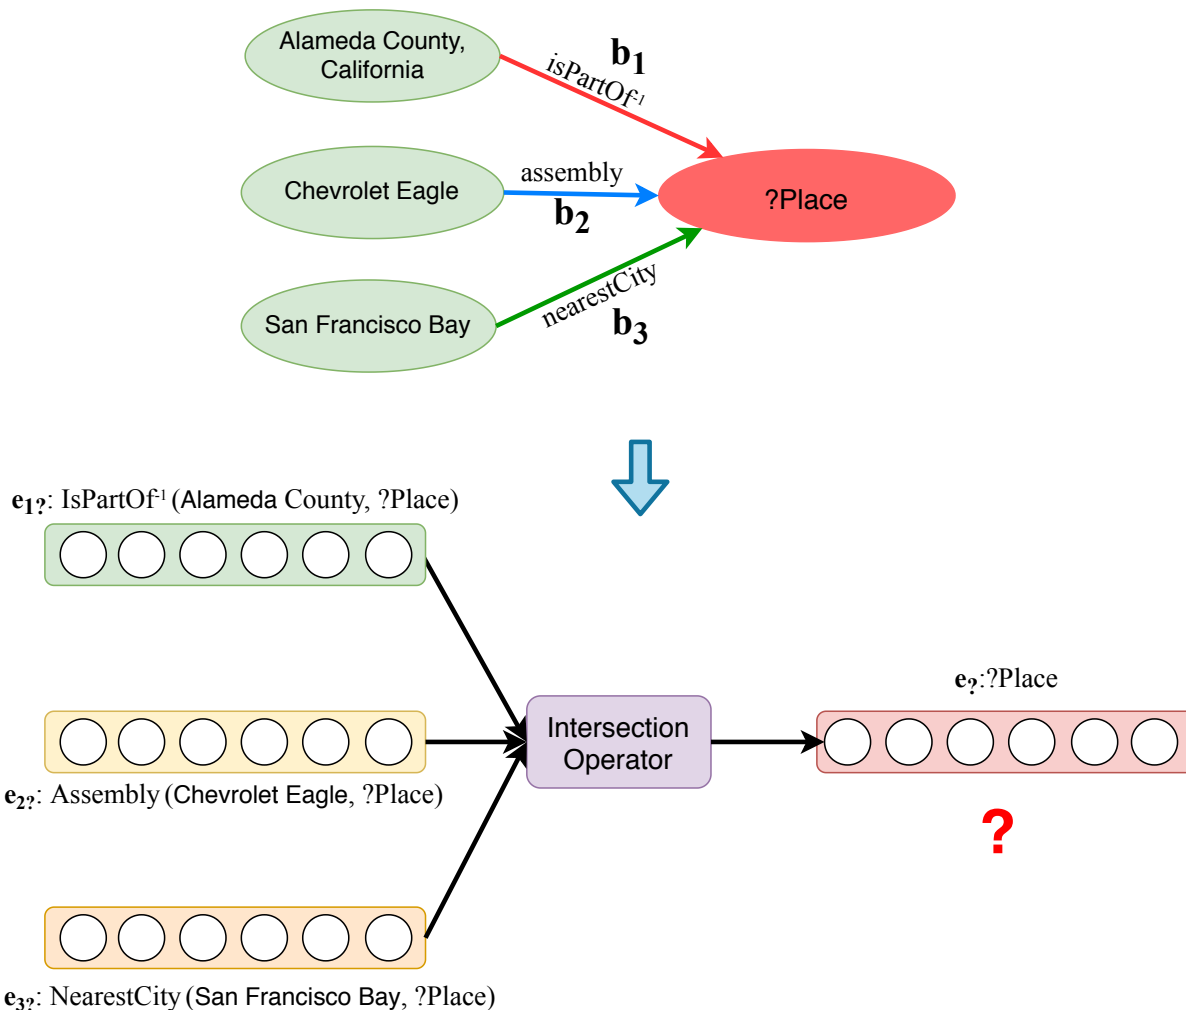 Alameda County,
California
b1
isPartOf-1
Chevrolet Eagle
assembly
b2
?Place
San Francisco Bay
nearestCity
b3
e1?: IsPartOf-1 (Alameda County, ?Place)
e2?: Assembly (Chevrolet Eagle, ?Place)
Intersection
Operator
e?:?Place
?
e3?: NearestCity (San Francisco Bay, ?Place)